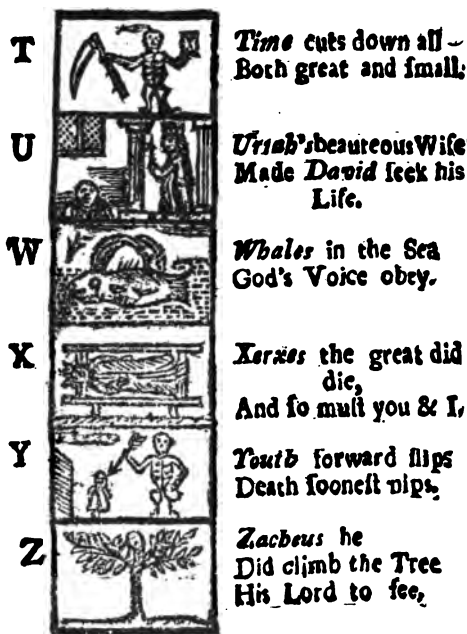 T
Time cuts down all
Both great and ſmall.
U
Uriah's beauteous Wife
Made David ſeek his
Life.
W
Whales in the Sea
God's Voice obey.
X
Xerxes the great did
die,
And ſo muſt you & I.
Y
Youth forward ſlips
Death ſooneſt nips.
Z
Zacheus he
Did climb the Tree
His Lord to ſee,